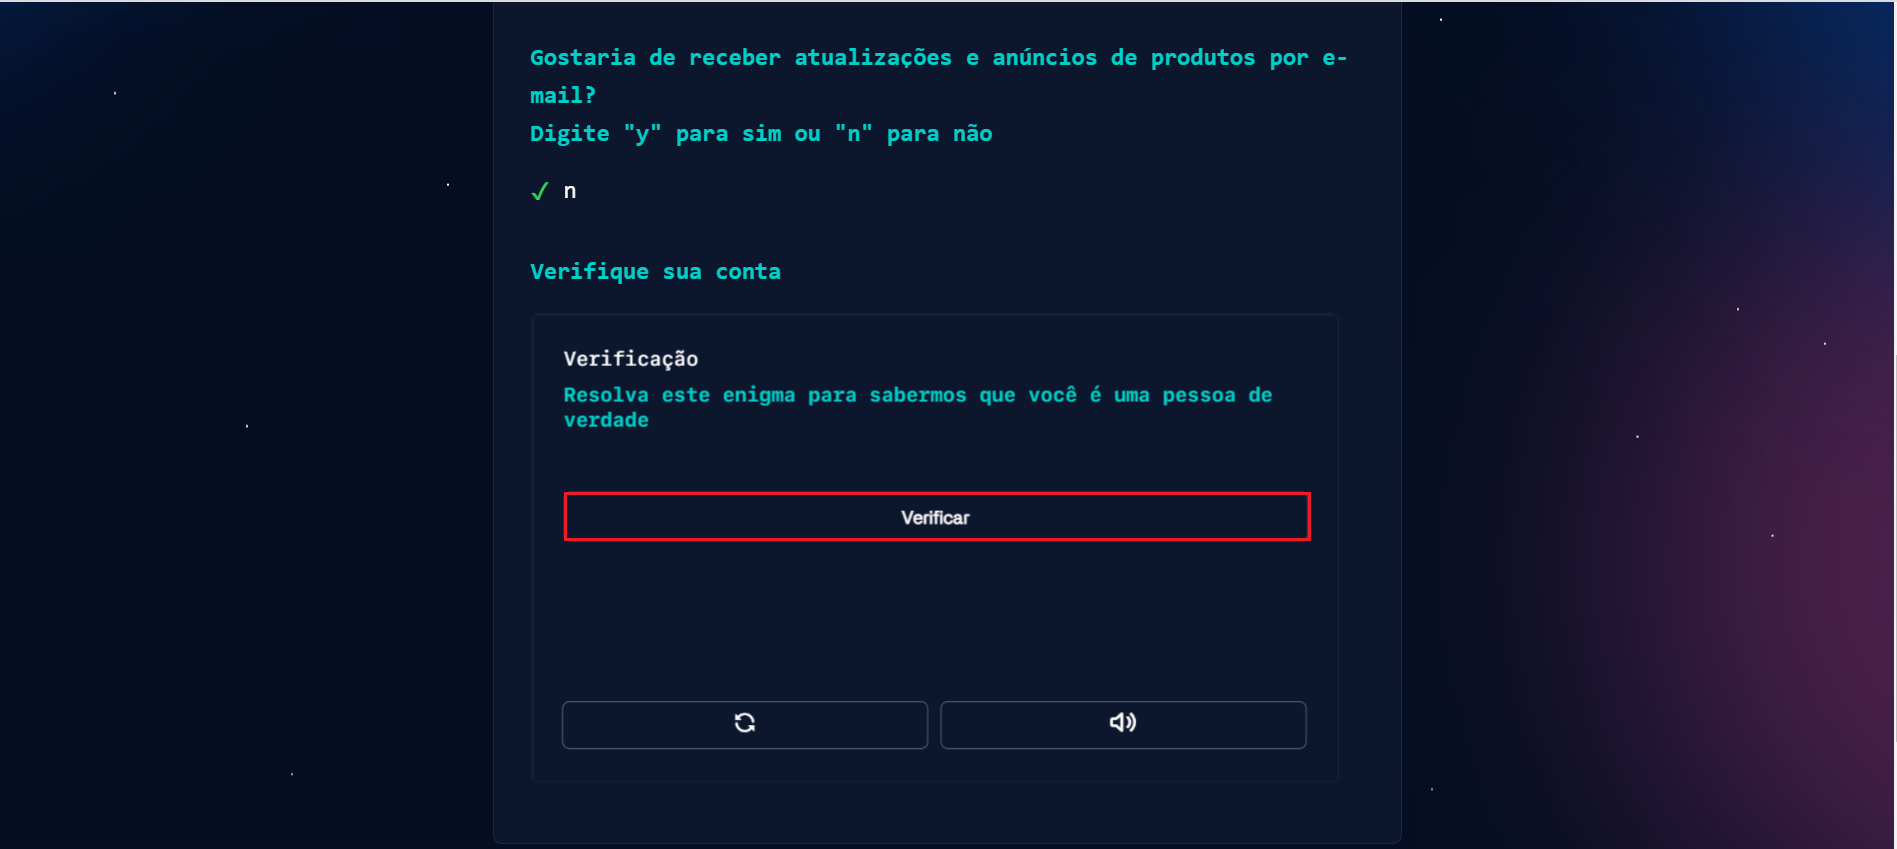 Gostaria de receber atualizações e anúncios de produtos por e-
mail?
Digite "y" para sim ou "n" para não
✓ n
Verifique sua conta
Verificação
Resolva este enigma para sabermos que você é uma pessoa de
verdade
Verificar